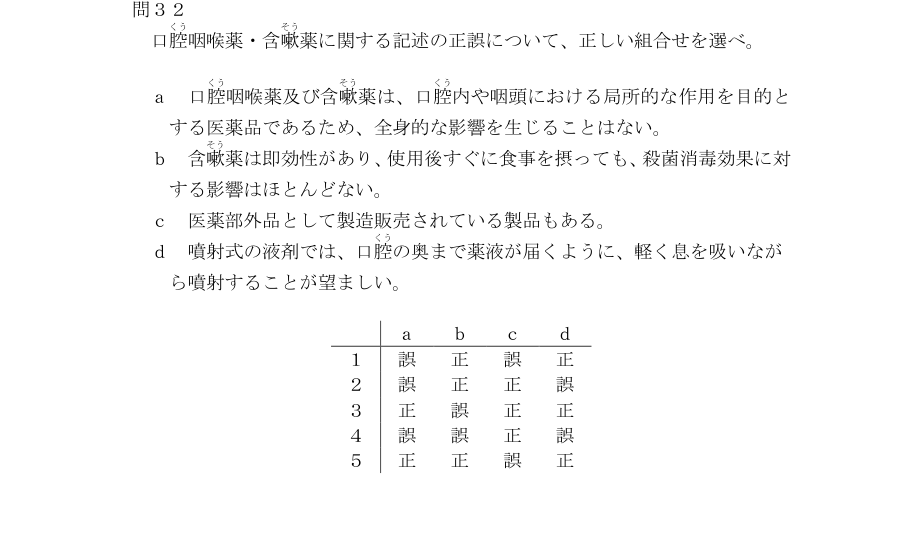 問３２
口腔咽喉薬・含嗽薬に関する記述の正誤について、正しい組合せを選べ。
a　口腔咽喉薬及び含嗽薬は、口腔内や咽頭における局所的な作用を目的と
する医薬品であるため、全身的な影響を生じることはない。
b　含嗽薬は即効性があり、使用後すぐに食事を摂っても、殺菌消毒効果に対
する影響はほとんどない。
c　医薬部外品として製造販売されている製品もある。
d　噴射式の液剤では、口腔の奥まで薬液が届くように、軽く息を吸いなが
ら噴射することが望ましい。
a b c d
1 誤 正 誤 正
2 誤 正 正 誤
3 正 誤 正 正
4 誤 誤 正 誤
5 正 正 誤 正